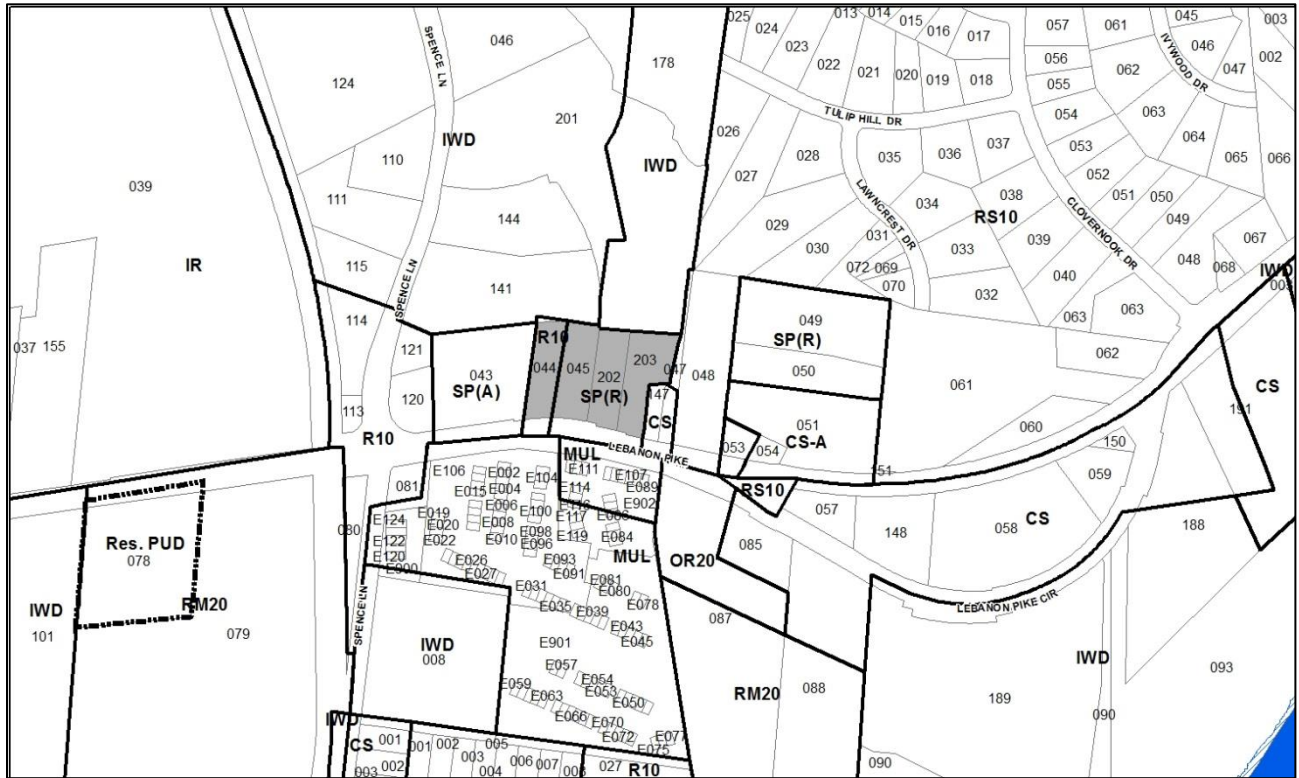 025
024
023
022
013
014
015
016
017
021
020
019
018
057
056
055
054
053
052
051
050
049
048
061
062
063
064
065
066
045
046
047
003
002
IVYWOOD DR
067
068
TULIP HILL DR
CLOVERNOOK DR
LAWNCREST DR
RS10
026
027
028
029
030
035
036
037
034
038
033
039
040
031
072
069
070
032
063
063
062
SPENCE LN
046
124
178
201
IWD
IWD
110
111
144
115
141
SPENCE LN
039
IR
037
155
114
121
120
113
R10
043
SP(A)
R10
044
045
202
203
SP(R)
047
147
CS
048
049
SP(R)
050
051
CS-A
053
054
061
060
151
150
059
191
CS
IWD
LEBANON PIKE
RS10
057
148
058
CS
188
085
OR20
087
LEBANON PIKE CIR
IWD
189
090
093
090
RM20
088
MUL
E111
E107
E089
E114
E902
E116
E117
E119
E084
MUL
E106
E002
E104
E015
E004
E006
E100
E019
E020
E008
E022
E010
E098
E096
E124
E122
E120
E900
081
080
E026
E027
E093
E091
E081
E080
E078
E031
E035
E039
E043
E045
E901
E057
E054
E053
E050
E059
E063
E066
E070
E072
E077
E075
Res. PUD
078
IWD
101
RM20
079
SPENCE LN
IWD
008
IWD
CS
001
002
003
001
002
003
004
005
006
007
027
R10